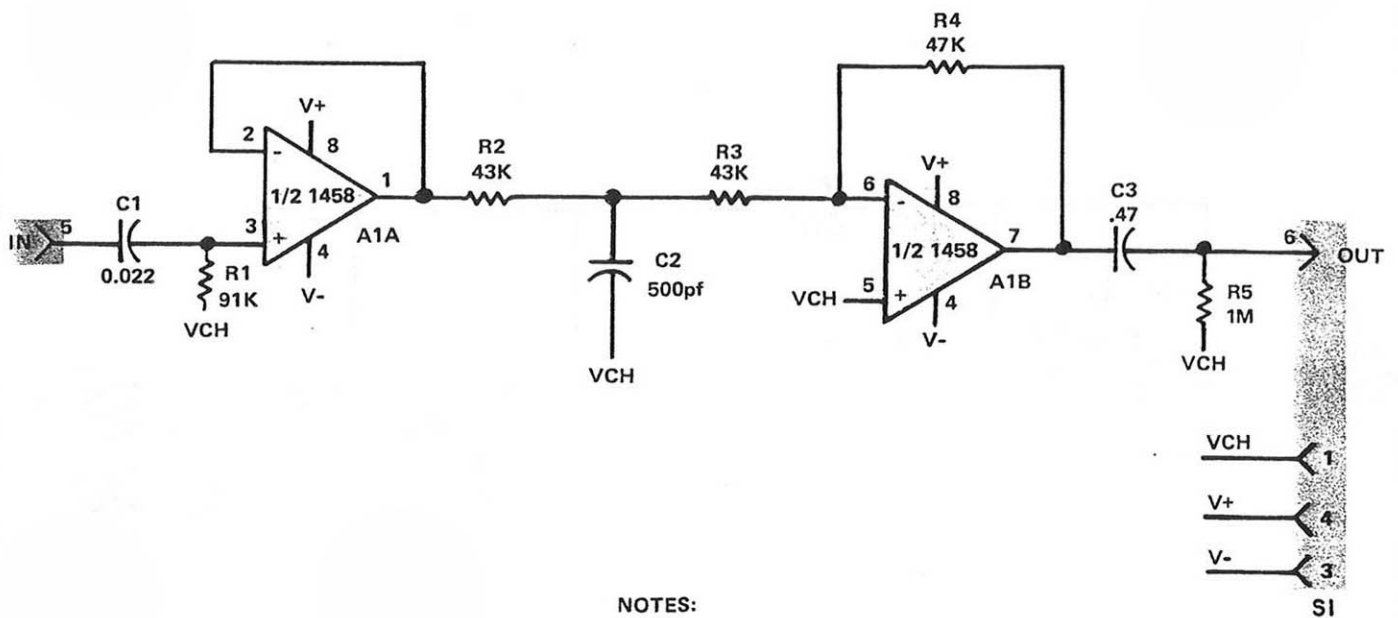 R4
47K
V+
2
-
8
R2
43K
R3
43K
1/2 1458
1
6
-
V+
8
C1
C3
.47
IN
5
3
+
4
A1A
1/2 1458
7
6
OUT
0.022
R1
91K
V-
C2
500pf
VCH
5
+
4
A1B
R5
1M
VCH
V-
VCH
VCH
VCH
1
V+
4
V-
3
NOTES:
SI